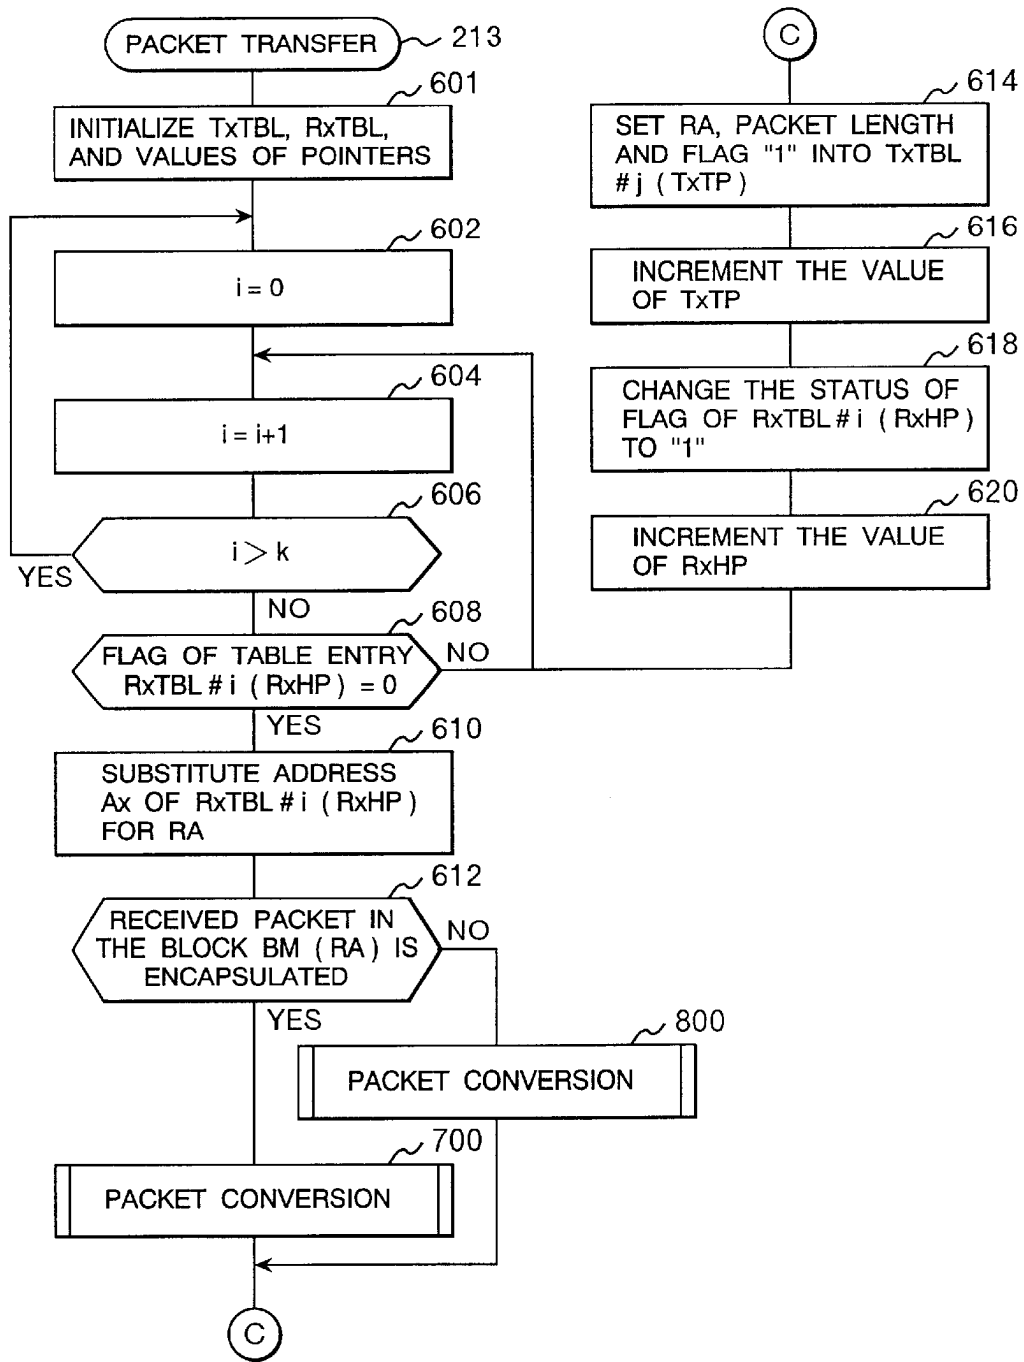 PACKET TRANSFER
213
601
INITIALIZE TxTBL, RxTBL,
AND VALUES OF POINTERS
602
i = 0
604
i = i+1
606
i > k
YES
NO
608
FLAG OF TABLE ENTRY
RxTBL # i ( RxHP ) = 0
NO
YES
610
SUBSTITUTE ADDRESS
Ax OF RxTBL # i ( RxHP )
FOR RA
612
RECEIVED PACKET IN
THE BLOCK BM ( RA ) IS
ENCAPSULATED
NO
YES
800
PACKET CONVERSION
700
PACKET CONVERSION
C
C
614
SET RA, PACKET LENGTH
AND FLAG "1" INTO TxTBL
# j ( TxTP )
616
INCREMENT THE VALUE
OF TxTP
618
CHANGE THE STATUS OF
FLAG OF RxTBL # i ( RxHP )
TO "1"
620
INCREMENT THE VALUE
OF RxHP